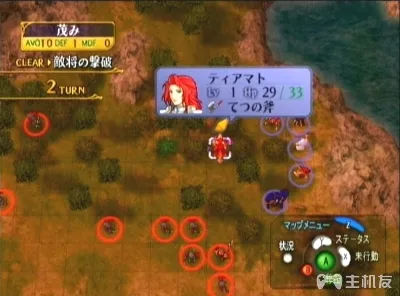 茂み
AVO10 DEF 1 MDF 0
CLEAR 敵将の撃破
2 TURN
ティアマト
Lv 1 Hp 29/33
てつの斧
マップメニュー Z
ステータス
状況
Y
未行動
A
主机友